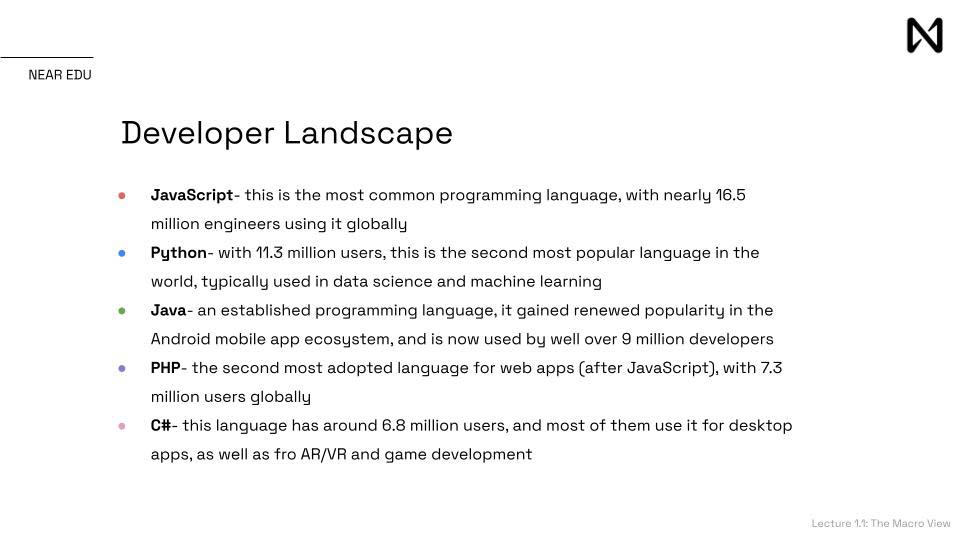 NEAR EDU
Developer Landscape
JavaScript- this is the most common programming language, with nearly 16.5
million engineers using it globally
Python- with 11.3 million users, this is the second most popular language in the
world, typically used in data science and machine learning
Java- an established programming language, it gained renewed popularity in the
Android mobile app ecosystem, and is now used by well over 9 million developers
PHP- the second most adopted language for web apps (after JavaScript), with 7.3
million users globally
C#- this language has around 6.8 million users, and most of them use it for desktop
apps, as well as fro AR/VR and game development
Lecture 1.1: The Macro View